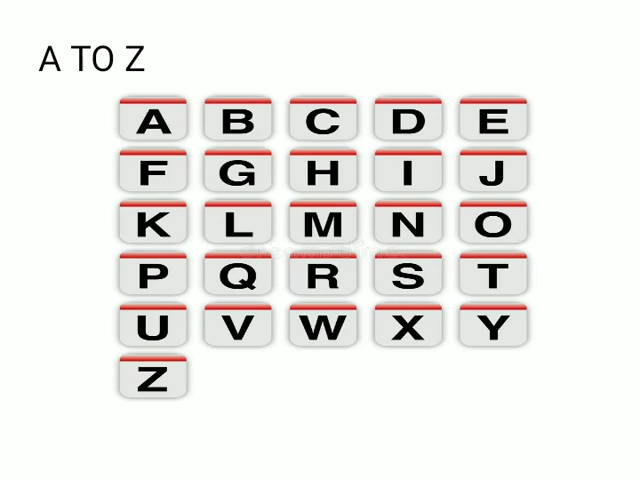 A TO Z
A B C D E
F G H I J
K L M N O
P Q R S T
U V W X Y
Z